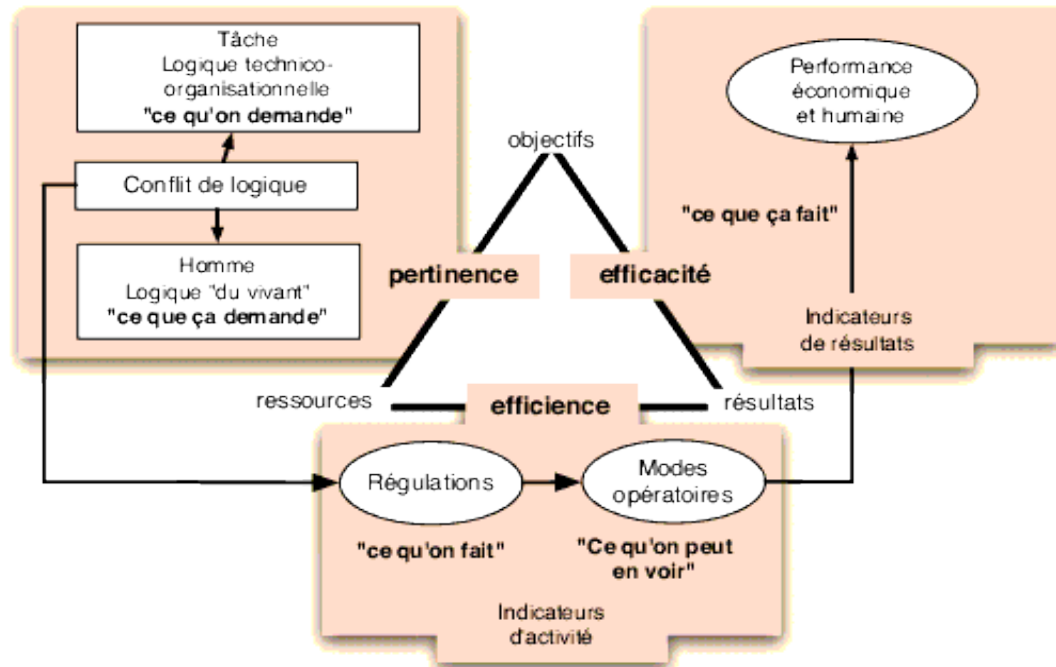 Tâche
Logique technico-
organisationnelle
"ce qu'on demande"
Conflit de logique
Homme
Logique "du vivant"
"ce que ça demande"
objectifs
pertinence
efficacité
ressources
efficience
résultats
Performance
économique
et humaine
"ce que ça fait"
Indicateurs
de résultats
Régulations
"ce qu'on fait"
Modes
opératoires
"Ce qu'on peut
en voir"
Indicateurs
d'activité